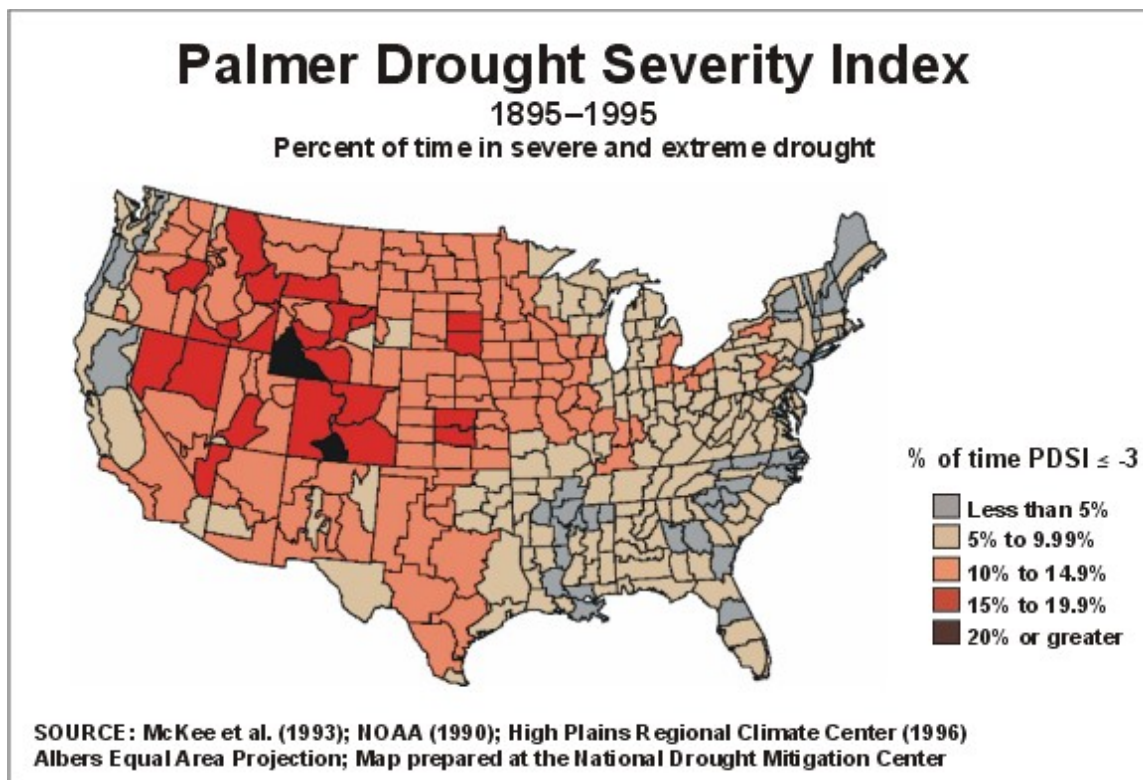 Palmer Drought Severity Index
1895–1995
Percent of time in severe and extreme drought
% of time PDSI ≤ -3
Less than 5%
5% to 9.99%
10% to 14.9%
15% to 19.9%
20% or greater
SOURCE: McKee et al. (1993); NOAA (1990); High Plains Regional Climate Center (1996)
Albers Equal Area Projection; Map prepared at the National Drought Mitigation Center